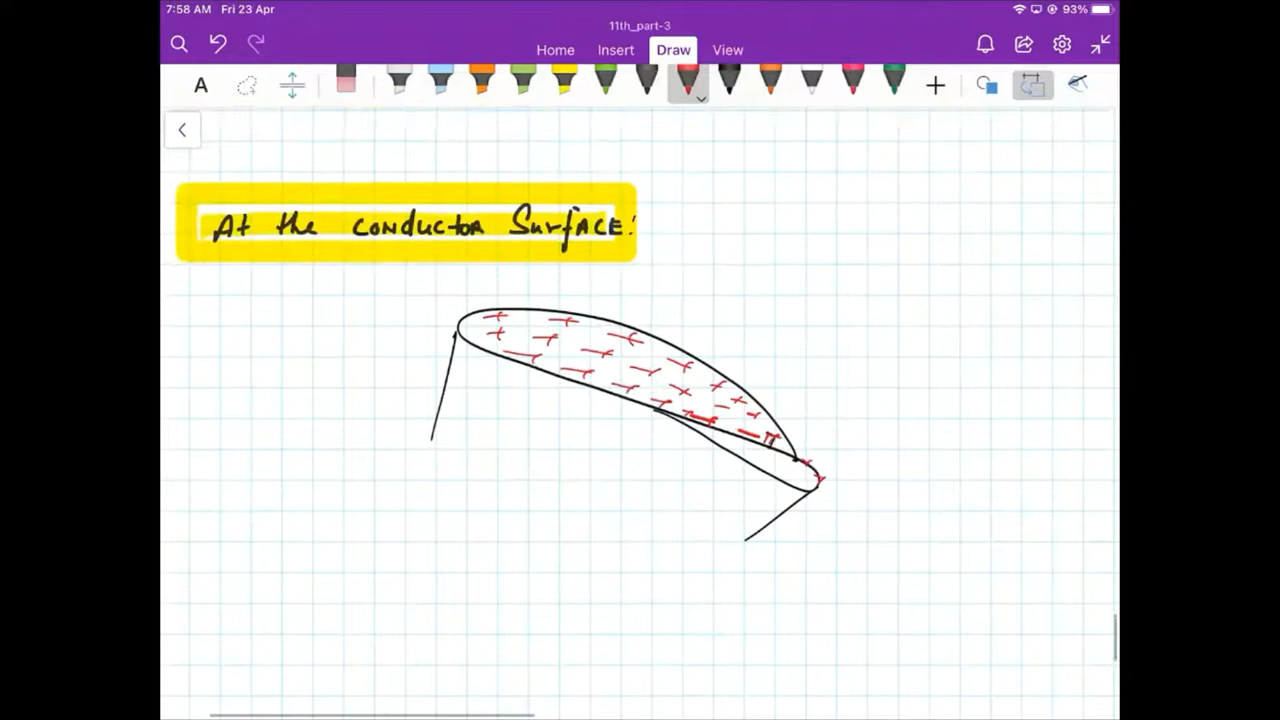 7:58 AM Fri 23 Apr
93%
11th_part-3
Home Insert Draw View
A
At the conductor Surface: